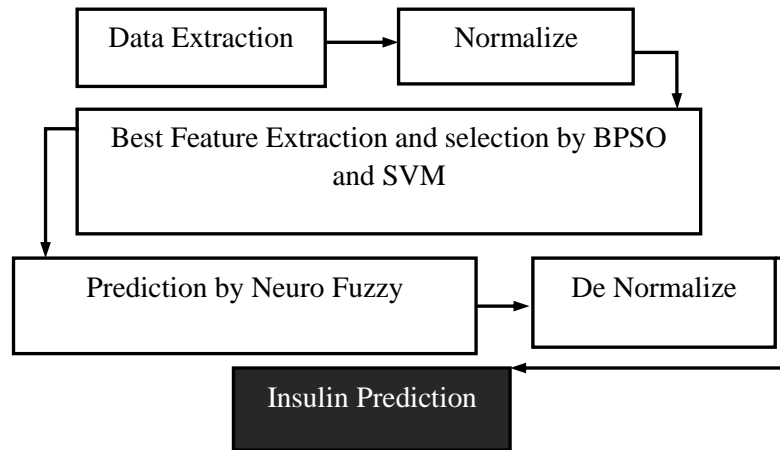 Data Extraction
Normalize
Best Feature Extraction and selection by BPSO
and SVM
Prediction by Neuro Fuzzy
De Normalize
Insulin Prediction